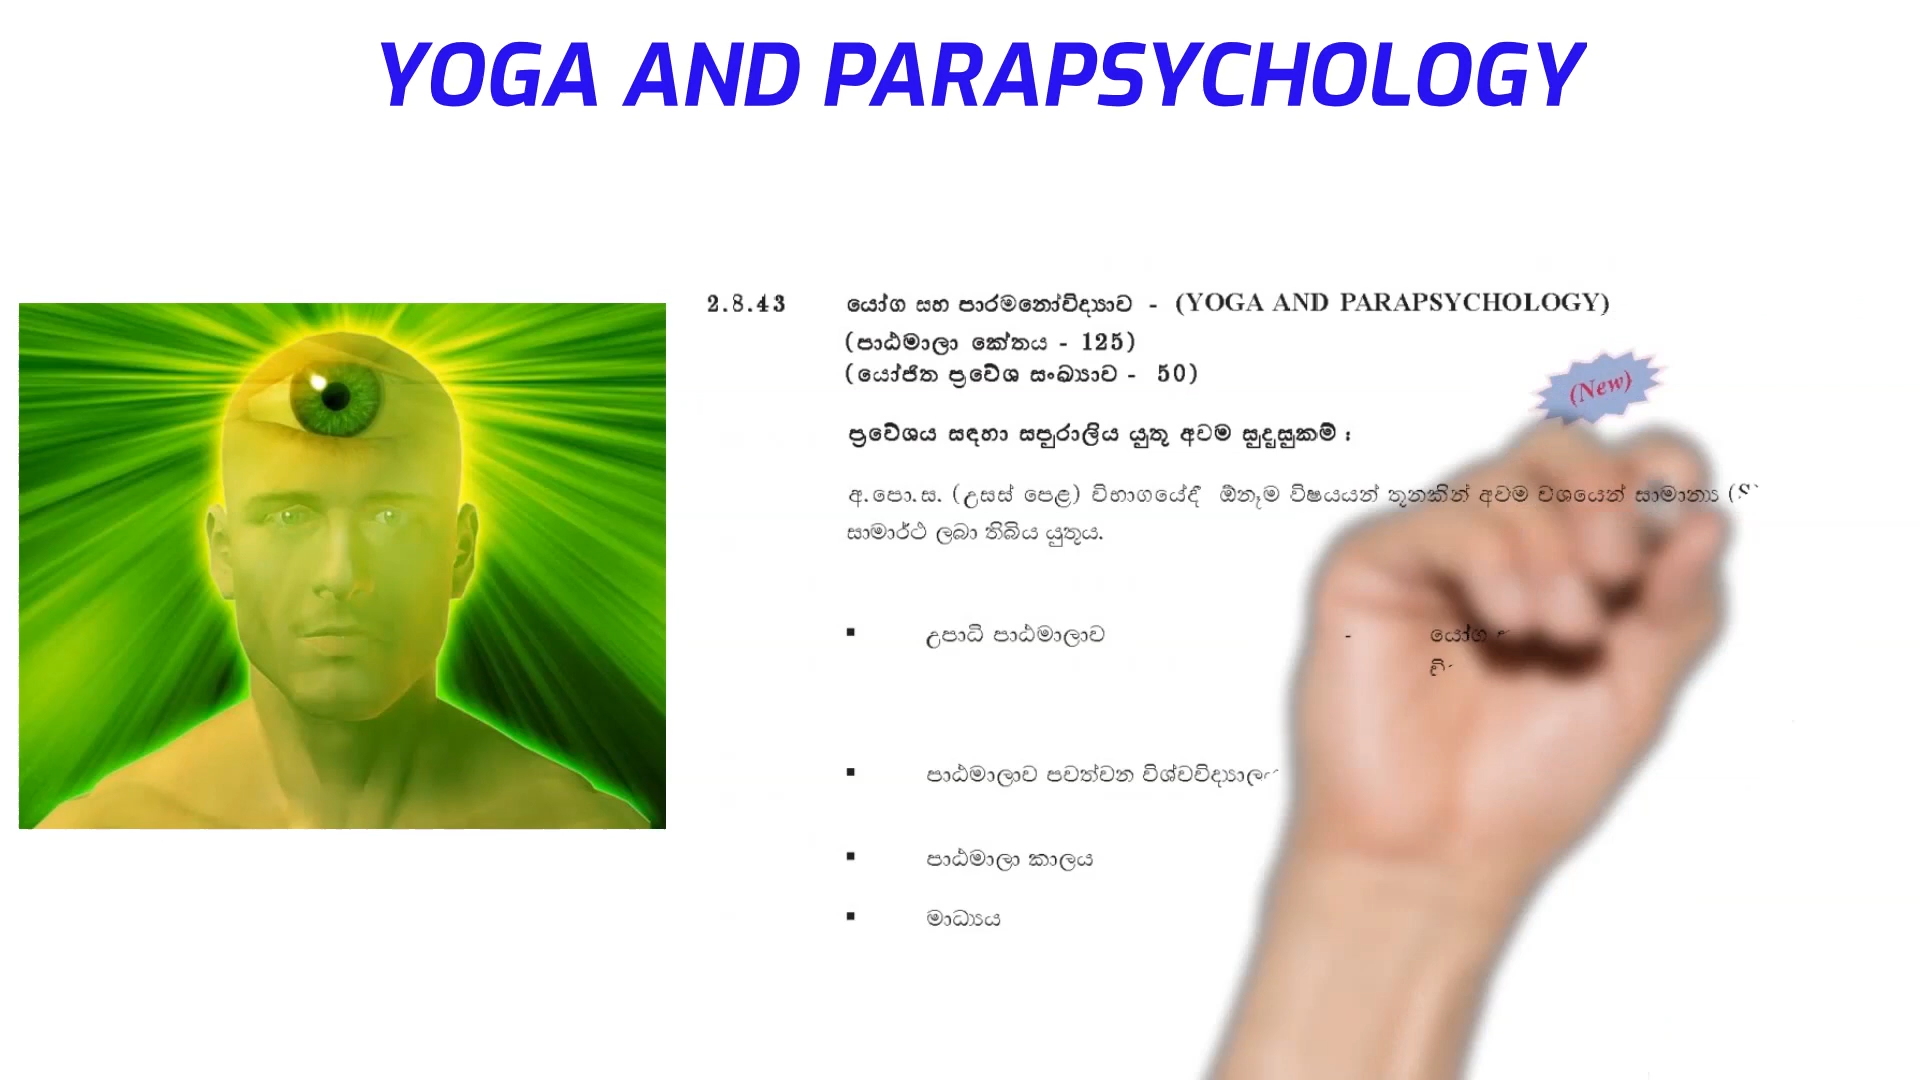 YOGA AND PARAPSYCHOLOGY
2.8.43 යෝග සහ පාරමනෝවිද්‍යාව - (YOGA AND PARAPSYCHOLOGY)
(පාඨමාලා කේතය - 125)
(යෝජිත ප්‍රවේශ සංඛ්‍යාව - 50)
(New)
ප්‍රවේශය සඳහා සපුරාලිය යුතු අවම සුදුසුකම් :
අ.පො.ස. (උසස් පෙළ) විභාගයේදී ඕනෑම විෂයයන් තුනකින් අවම වශයෙන් සාමාන්‍ය (S
සාමාර්ථ ලබා තිබිය යුතුය.
▪ උපාධි පාඨමාලාව - යෝග
▪ පාඨමාලාව පවත්වන
▪ පාඨමාලා කාලය
▪ මාධ්‍යය